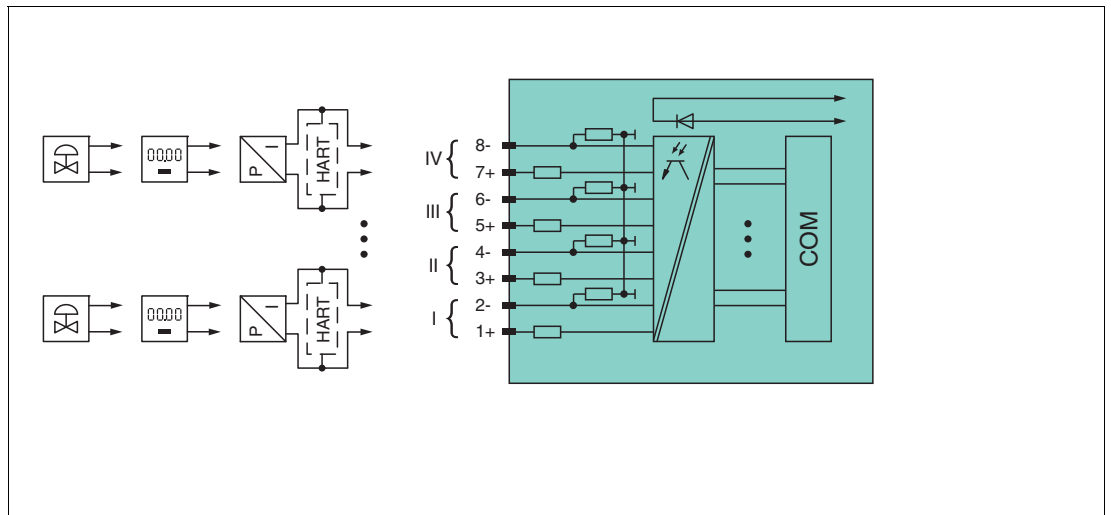 00,00
P
I
HART
00,00
P
I
HART
IV
8-
7+
III
6-
5+
II
4-
3+
I
2-
1+
COM